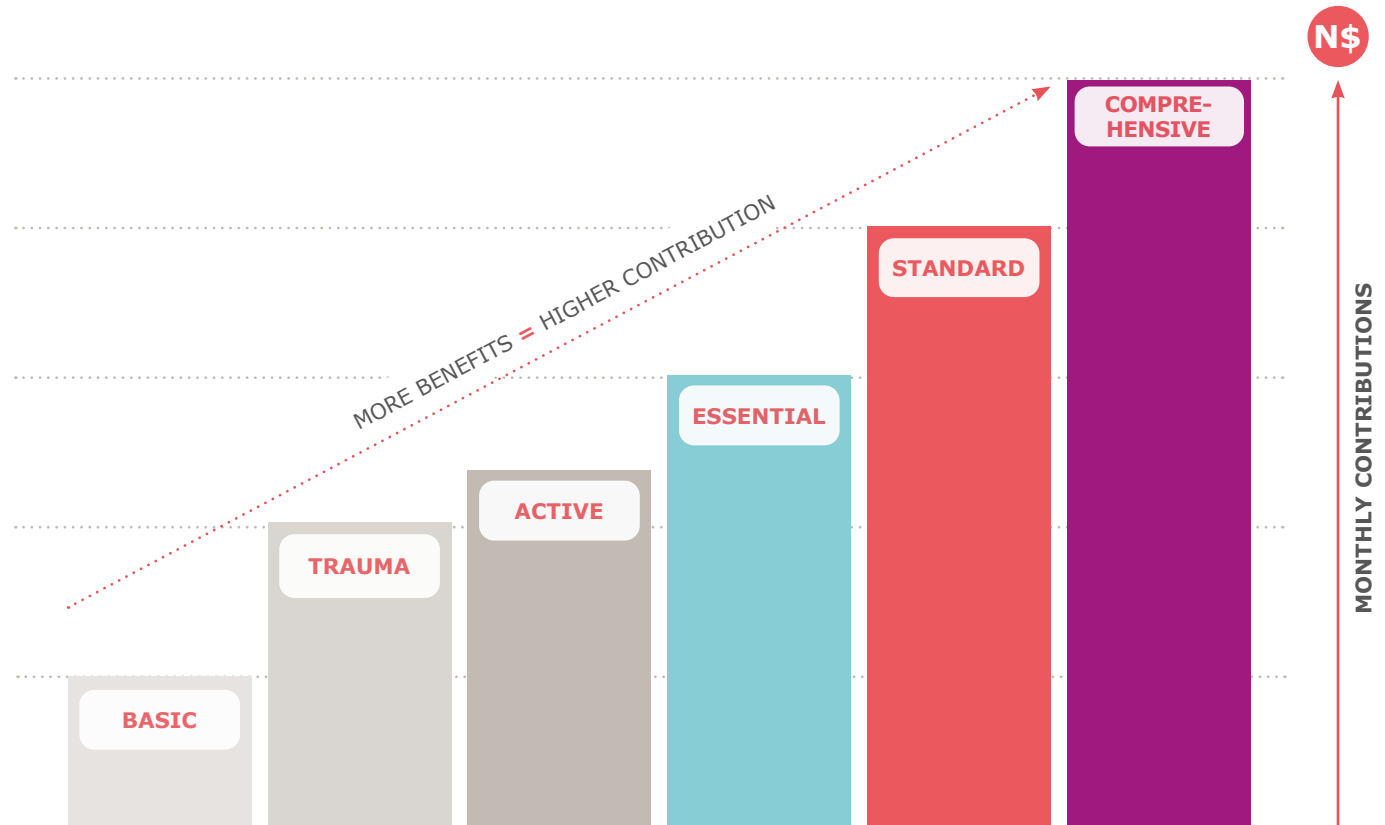 N$
COMPRE-
HENSIVE
STANDARD
MORE BENEFITS = HIGHER CONTRIBUTION
ESSENTIAL
ACTIVE
TRAUMA
BASIC
MONTHLY CONTRIBUTIONS